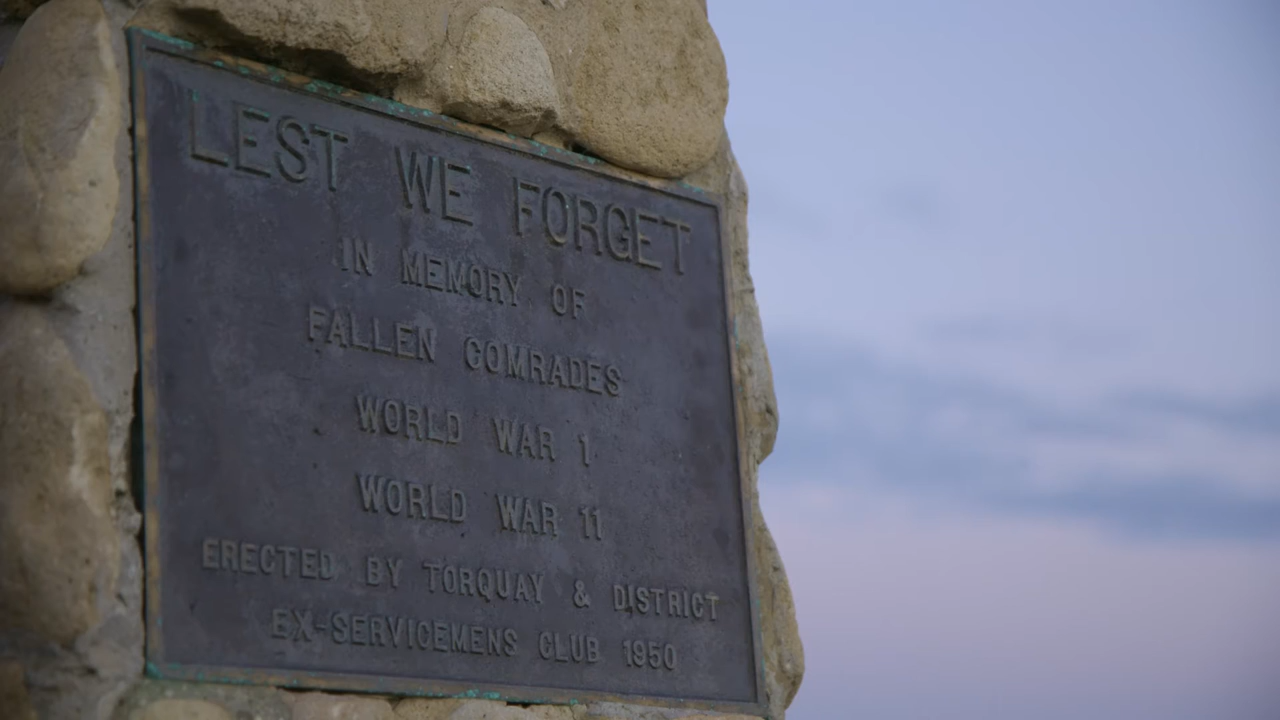 LEST WE FORGET
IN MEMORY OF
FALLEN COMRADES
WORLD WAR 1
WORLD WAR 11
ERECTED BY TORQUAY & DISTRICT
EX-SERVICEMENS CLUB 1950